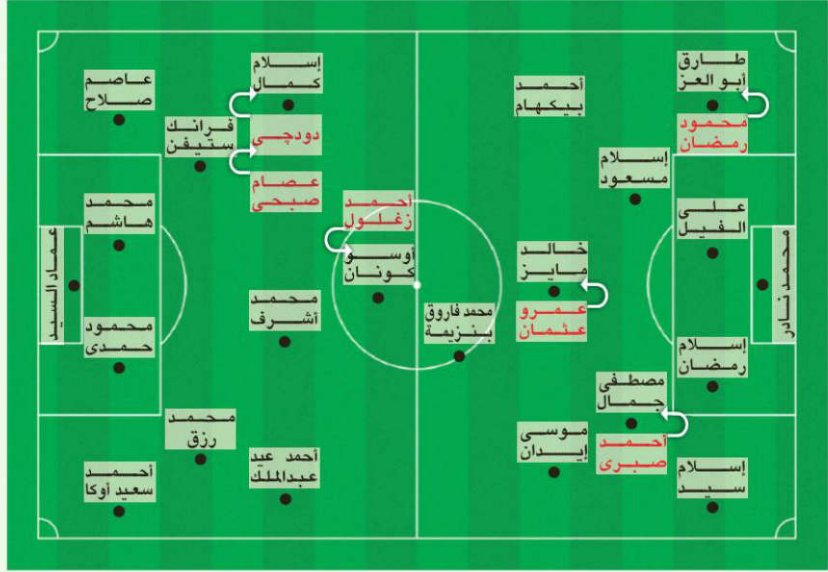 عماد السيد
عاصم
صلاح
محمد
هاشم
محمود
حمدى
أحمد
سعيد أوكا
فرانك
ستيفن
محمد
رزق
إسلام
كمال
دودچى
عصام
صبحى
محمد
أشرف
أحمد عيد
عبدالملك
أحمد
زغلول
أوسو
كونان
محمد فاروق
بنزيمة
أحمد
بيكهام
خالد
مايز
عمرو
عثمان
موسى
إيدان
إسلام
مسعود
مصطفى
جمال
أحمد
صبرى
طارق
أبو العز
محمود
رمضان
على
الفيل
إسلام
رمضان
إسلام
سيد
محمد نادر